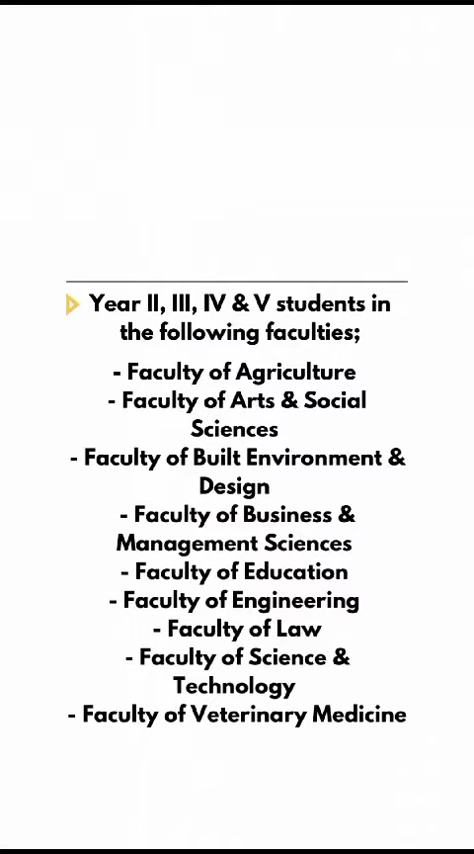 Year II, III, IV & V students in
the following faculties;
- Faculty of Agriculture
- Faculty of Arts & Social
Sciences
- Faculty of Built Environment &
Design
- Faculty of Business &
Management Sciences
- Faculty of Education
- Faculty of Engineering
- Faculty of Law
- Faculty of Science &
Technology
- Faculty of Veterinary Medicine